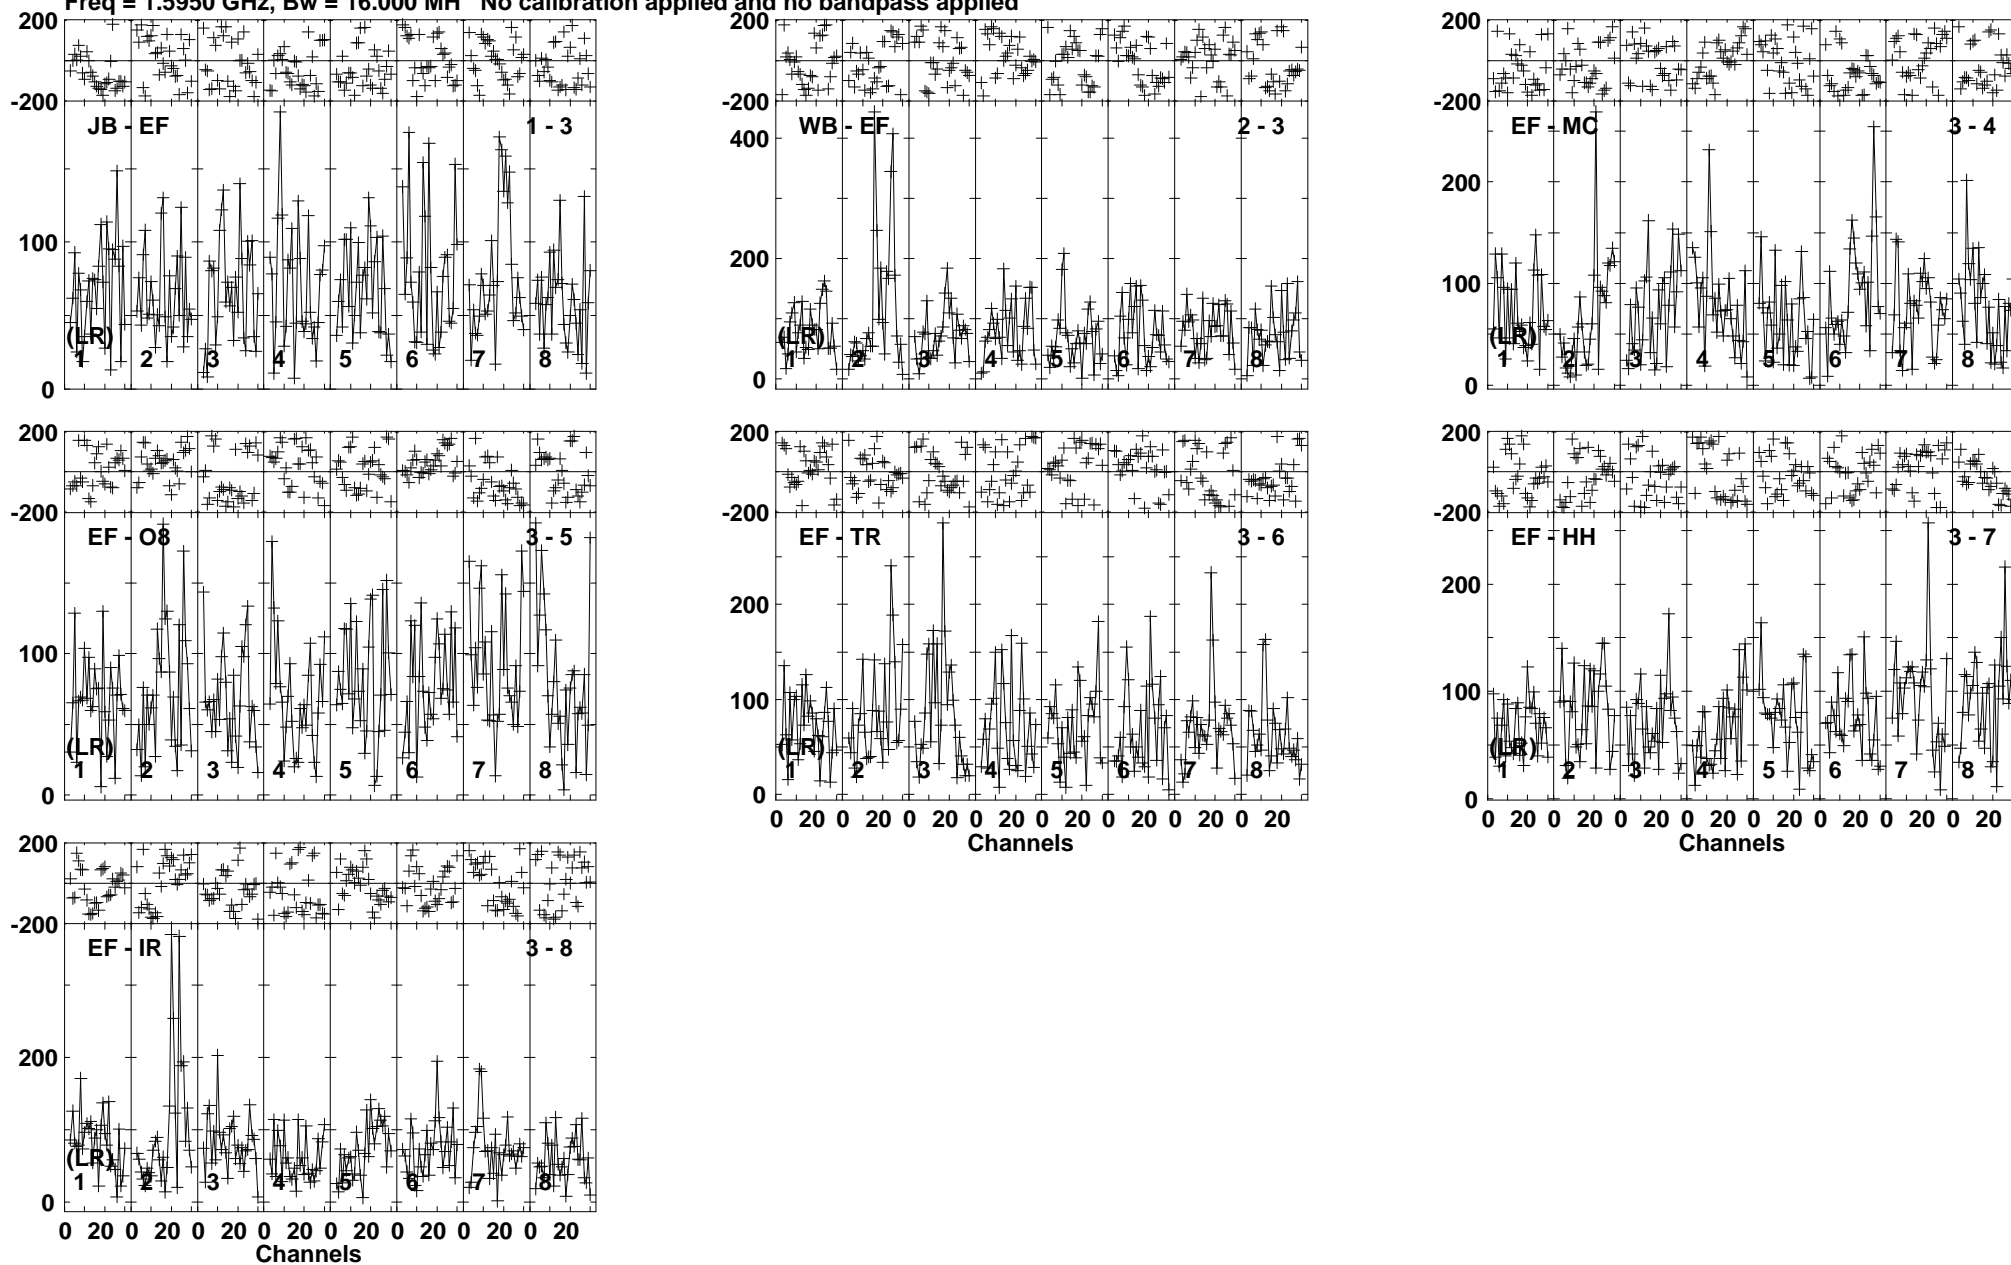 Freq = 1.5950 GHz, Bw = 16.000 MH No calibration applied and no bandpass applied
200
-200
JB - EF
1 - 3
100
0
(LR)
1 2 3 4 5 6 7 8
200
-200
WB - EF
2 - 3
400
200
0
(LR)
1 2 3 4 5 6 7 8
200
-200
EF - MC
3 - 4
200
100
0
(LR)
1 2 3 4 5 6 7 8
200
-200
EF - O8
3 - 5
100
0
(LR)
1 2 3 4 5 6 7 8
200
-200
EF - TR
3 - 6
200
100
0
(LR)
1 2 3 4 5 6 7 8
0 20 0 20 0 20 0 20 0 20 0 20 0 20 0 20
Channels
200
-200
EF - HH
3 - 7
200
100
0
(LR)
1 2 3 4 5 6 7 8
0 20 0 20 0 20 0 20 0 20 0 20 0 20 0 20
Channels
200
-200
EF - IR
3 - 8
200
0
(LR)
1 2 3 4 5 6 7 8
0 20 0 20 0 20 0 20 0 20 0 20 0 20 0 20
Channels